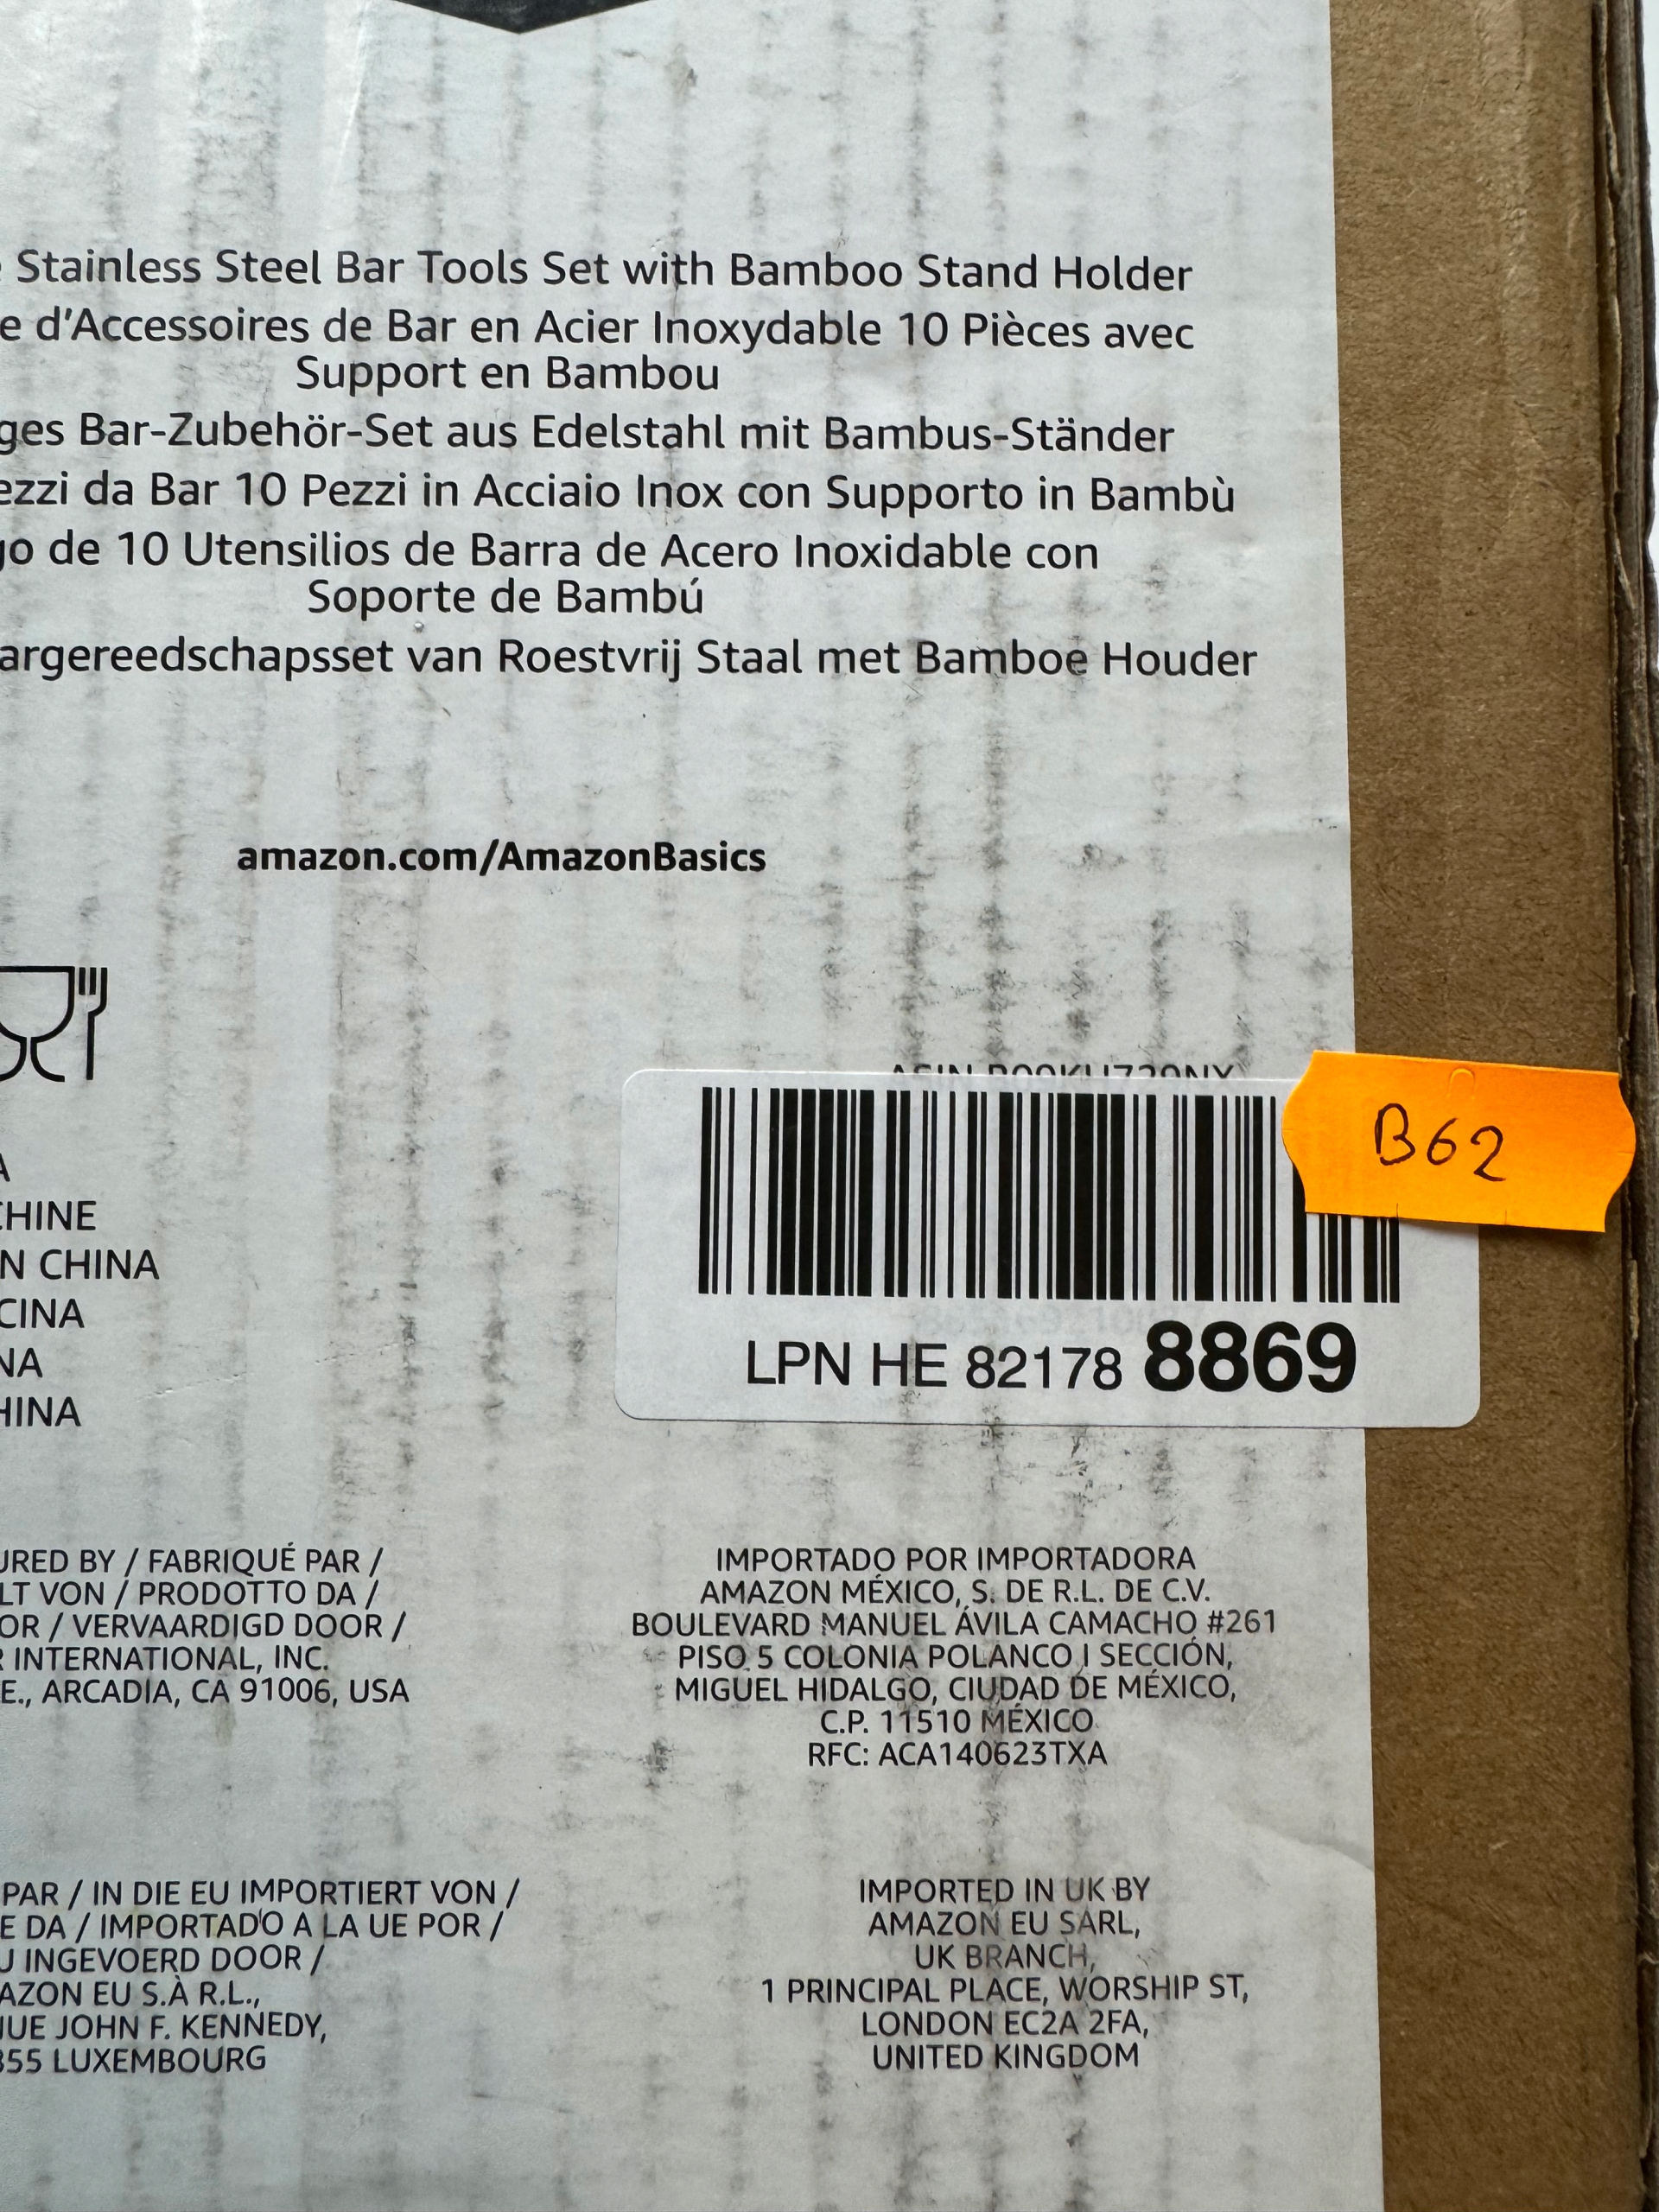 Stainless Steel Bar Tools Set with Bamboo Stand Holder
e d'Accessoires de Bar en Acier Inoxydable 10 Pièces avec
Support en Bambou
ges Bar-Zubehör-Set aus Edelstahl mit Bambus-Ständer
ezzi da Bar 10 Pezzi in Acciaio Inox con Supporto in Bambù
go de 10 Utensilios de Barra de Acero Inoxidable con
Soporte de Bambú
argereedschapsset van Roestvrij Staal met Bamboe Houder
amazon.com/AmazonBasics
ASIN
B62
LPN HE 82178 8869
A
CHINE
N CHINA
CINA
NA
HINA
URED BY / FABRIQUÉ PAR /
LT VON / PRODOTTO DA /
OR / VERVAARDIGD DOOR /
R INTERNATIONAL, INC.
E., ARCADIA, CA 91006, USA
IMPORTADO POR IMPORTADORA
AMAZON MÉXICO, S. DE R.L. DE C.V.
BOULEVARD MANUEL ÁVILA CAMACHO #261
PISO 5 COLONIA POLANCO I SECCIÓN,
MIGUEL HIDALGO, CIUDAD DE MÉXICO,
C.P. 11510 MÉXICO
RFC: ACA140623TXA
PAR / IN DIE EU IMPORTIERT VON /
E DA / IMPORTADO A LA UE POR /
U INGEVOERD DOOR /
AZON EU S.À R.L.,
NUE JOHN F. KENNEDY,
855 LUXEMBOURG
IMPORTED IN UK BY
AMAZON EU SARL,
UK BRANCH,
1 PRINCIPAL PLACE, WORSHIP ST,
LONDON EC2A 2FA,
UNITED KINGDOM